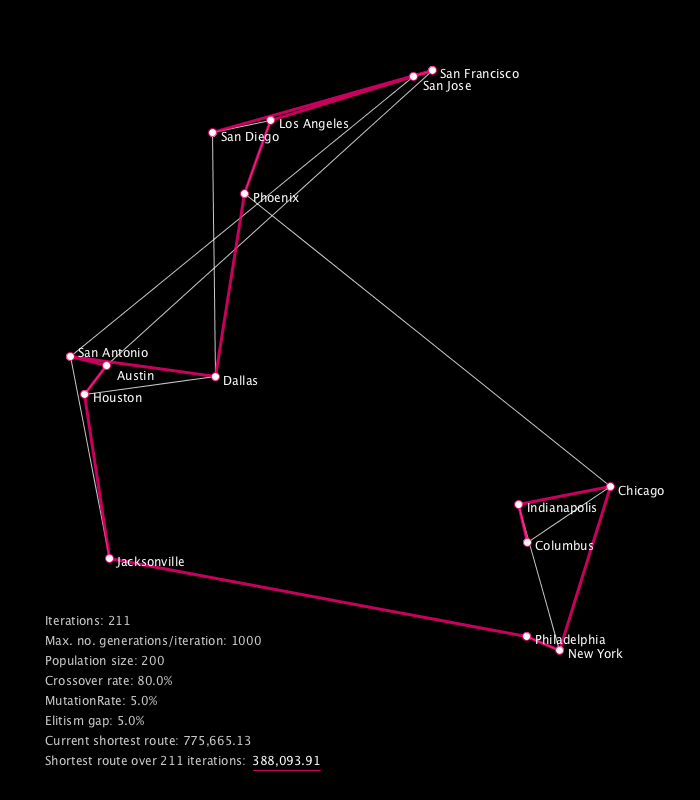 San Francisco
San Jose
Los Angeles
San Diego
Phoenix
San Antonio
Austin
Dallas
Houston
Chicago
Indianapolis
Columbus
Jacksonville
Philadelphia
New York
Iterations: 211
Max. no. generations/iteration: 1000
Population size: 200
Crossover rate: 80.0%
MutationRate: 5.0%
Elitism gap: 5.0%
Current shortest route: 775,665.13
Shortest route over 211 iterations: 388,093.91